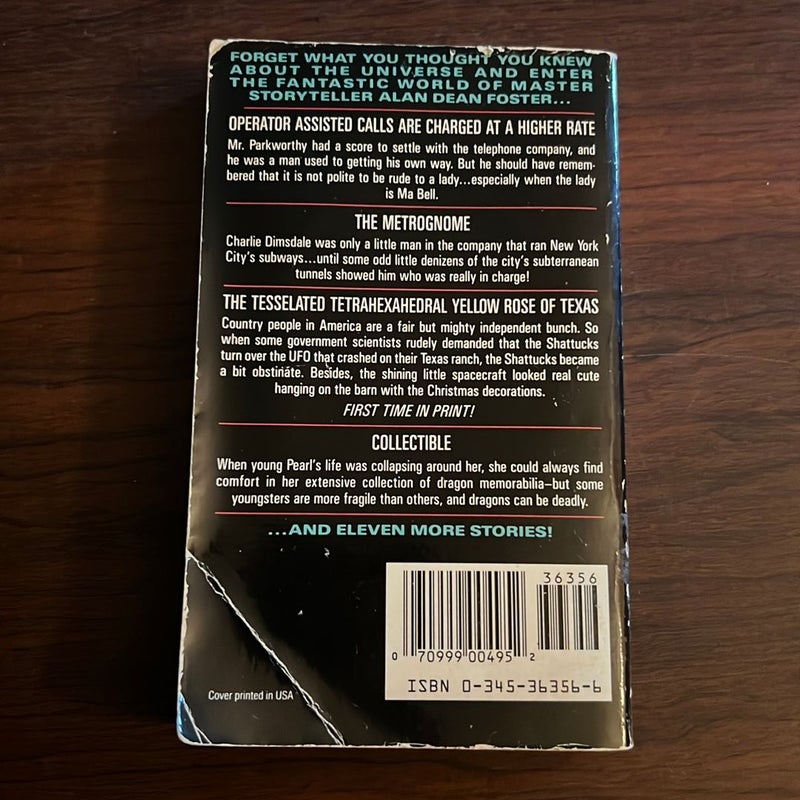 FORGET WHAT YOU THOUGHT YOU KNEW
ABOUT THE UNIVERSE AND ENTER
THE FANTASTIC WORLD OF MASTER
STORYTELLER ALAN DEAN FOSTER...
OPERATOR ASSISTED CALLS ARE CHARGED AT A HIGHER RATE
Mr. Parkworthy had a score to settle with the telephone company, and
he was a man used to getting his own way. But he should have remem-
bered that it is not polite to be rude to a lady...especially when the lady
is Ma Bell.
THE METROGNOME
Charlie Dimsdale was only a little man in the company that ran New York
City's subways...until some odd little denizens of the city's subterranean
tunnels showed him who was really in charge!
THE TESSELATED TETRAHEXAHEDRAL YELLOW ROSE OF TEXAS
Country people in America are a fair but mighty independent bunch. So
when some government scientists rudely demanded that the Shattucks
turn over the UFO that crashed on their Texas ranch, the Shattucks became
a bit obstinate. Besides, the shining little spacecraft looked real cute
hanging on the barn with the Christmas decorations.
FIRST TIME IN PRINT!
COLLECTIBLE
When young Pearl's life was collapsing around her, she could always find
comfort in her extensive collection of dragon memorabilia—but some
youngsters are more fragile than others, and dragons can be deadly.
...AND ELEVEN MORE STORIES!
36356
0 70999 00495 2
ISBN 0-345-36356-6
Cover printed in USA